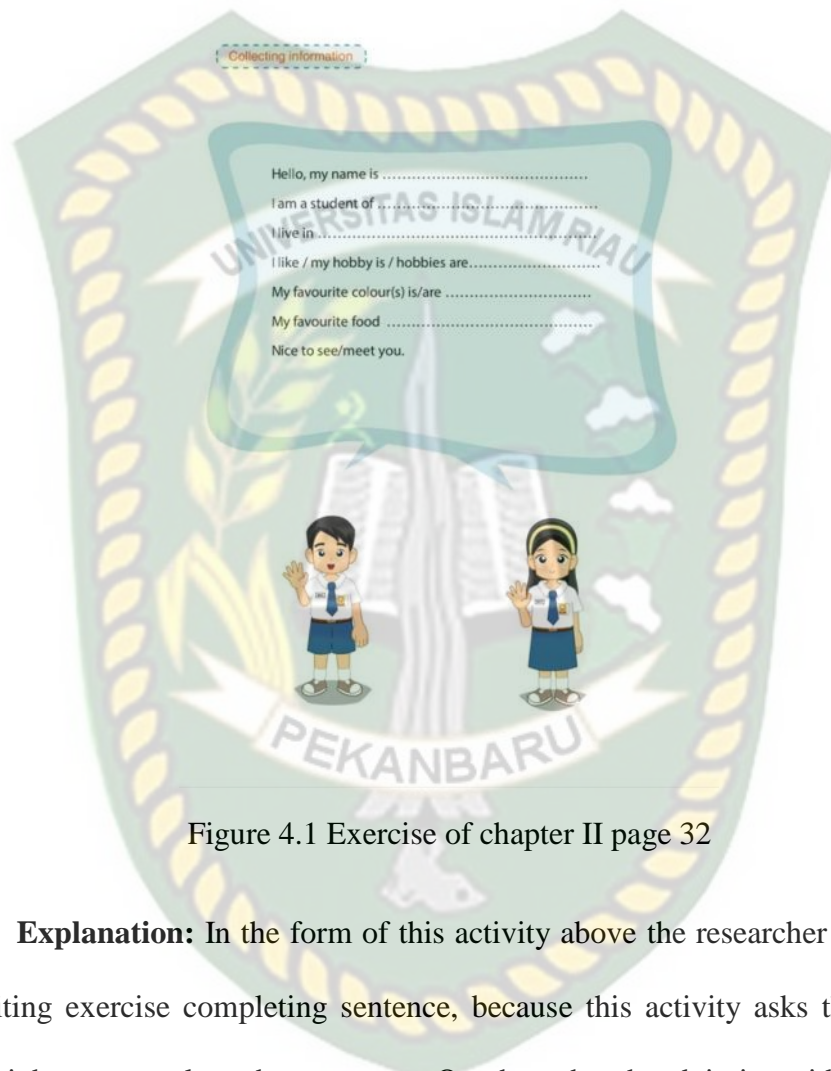 Collecting information
Hello, my name is ..........................................
I am a student of .............................................
I live in .........................................................
I like / my hobby is / hobbies are...........................
My favourite colour(s) is/are ..............................
My favourite food ..........................................
Nice to see/meet you.
UNIVERSITAS ISLAM RIAU
PEKANBARU
Figure 4.1 Exercise of chapter II page 32
Explanation: In the form of this activity above the researcher
exercise completing sentence, because this activity asks